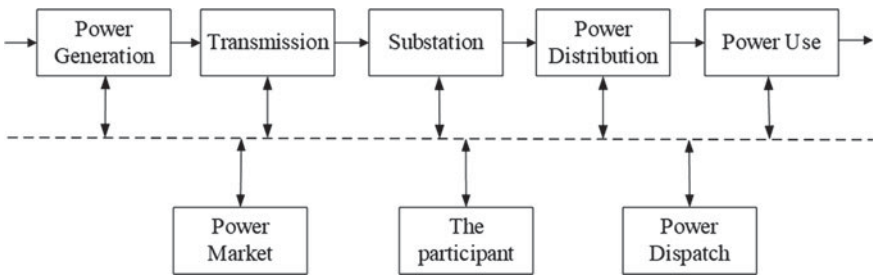 Power
Generation
Transmission
Substation
Power
Distribution
Power Use
Power
Market
The
participant
Power
Dispatch